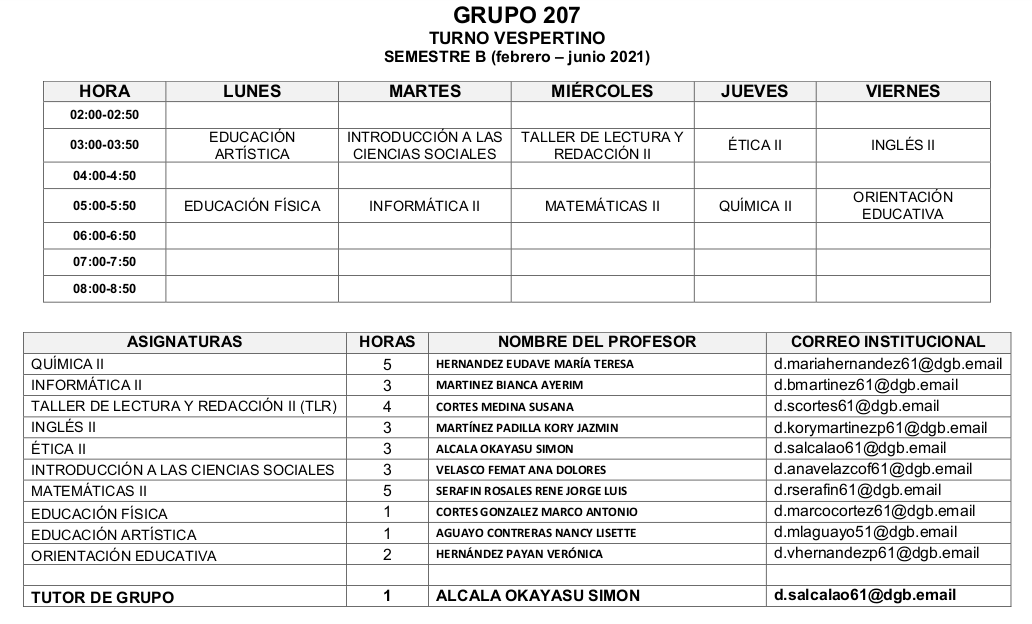 GRUPO 207
TURNO VESPERTINO
SEMESTRE B (febrero – junio 2021)
HORA LUNES MARTES MIÉRCOLES JUEVES VIERNES
02:00-02:50
03:00-03:50 EDUCACIÓN ARTÍSTICA INTRODUCCIÓN A LAS CIENCIAS SOCIALES TALLER DE LECTURA Y REDACCIÓN II ÉTICA II INGLÉS II
04:00-4:50
05:00-5:50 EDUCACIÓN FÍSICA INFORMÁTICA II MATEMÁTICAS II QUÍMICA II ORIENTACIÓN EDUCATIVA
06:00-6:50
07:00-7:50
08:00-8:50
ASIGNATURAS HORAS NOMBRE DEL PROFESOR CORREO INSTITUCIONAL
QUÍMICA II 5 HERNANDEZ EUDAVE MARÍA TERESA d.mariahernandez61@dgb.email
INFORMÁTICA II 3 MARTINEZ BIANCA AYERIM d.bmartinez61@dgb.email
TALLER DE LECTURA Y REDACCIÓN II (TLR) 4 CORTES MEDINA SUSANA d.scortes61@dgb.email
INGLÉS II 3 MARTÍNEZ PADILLA KORY JAZMIN d.korymartinezp61@dgb.email
ÉTICA II 3 ALCALA OKAYASU SIMON d.salcalao61@dgb.email
INTRODUCCIÓN A LAS CIENCIAS SOCIALES 3 VELASCO FEMAT ANA DOLORES d.anavelazcof61@dgb.email
MATEMÁTICAS II 5 SERAFIN ROSALES RENE JORGE LUIS d.rserafin61@dgb.email
EDUCACIÓN FÍSICA 1 CORTES GONZALEZ MARCO ANTONIO d.marcocortez61@dgb.email
EDUCACIÓN ARTÍSTICA 1 AGUAYO CONTRERAS NANCY LISETTE d.mlaguayo51@dgb.email
ORIENTACIÓN EDUCATIVA 2 HERNÁNDEZ PAYAN VERÓNICA d.vhernandezp61@dgb.email
TUTOR DE GRUPO 1 ALCALA OKAYASU SIMON d.salcalao61@dgb.email